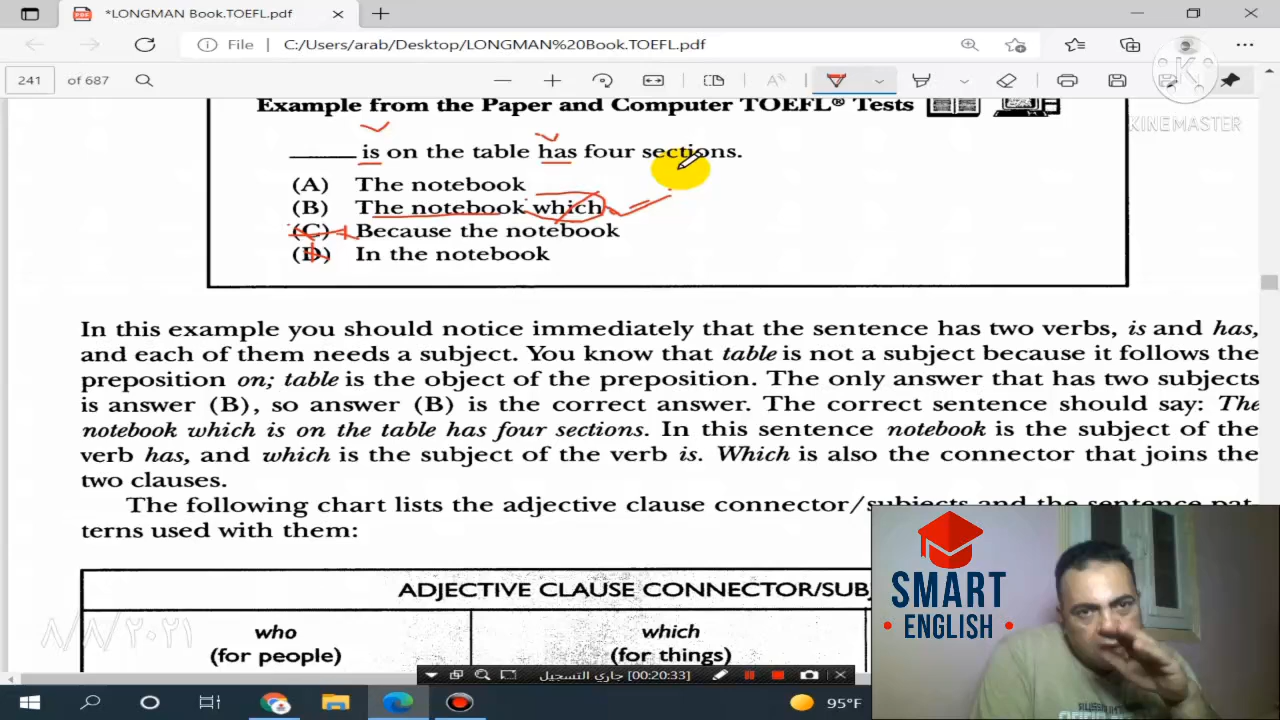 *LONGMAN Book.TOEFL.pdf
File
C:/Users/arab/Desktop/LONGMAN%20Book.TOEFL.pdf
241 of 687
KINEMASTER
Example from the Paper and Computer TOEFL® Tests
______ is on the table has four sections.
(A) The notebook
(B) The notebook which
(C) Because the notebook
(D) In the notebook
In this example you should notice immediately that the sentence has two verbs, is and has,
and each of them needs a subject. You know that table is not a subject because it follows the
preposition on; table is the object of the preposition. The only answer that has two subjects
is answer (B), so answer (B) is the correct answer. The correct sentence should say: The
notebook which is on the table has four sections. In this sentence notebook is the subject of the
verb has, and which is the subject of the verb is. Which is also the connector that joins the
two clauses.
The following chart lists the adjective clause connector/subjects and the sentence pat-
terns used with them:
ADJECTIVE CLAUSE CONNECTOR/SUBJ
who
(for people)
which
(for things)
SMART
ENGLISH
٨/٨/٢٠٢١
جاري التسجيل [00:20:33]
95°F